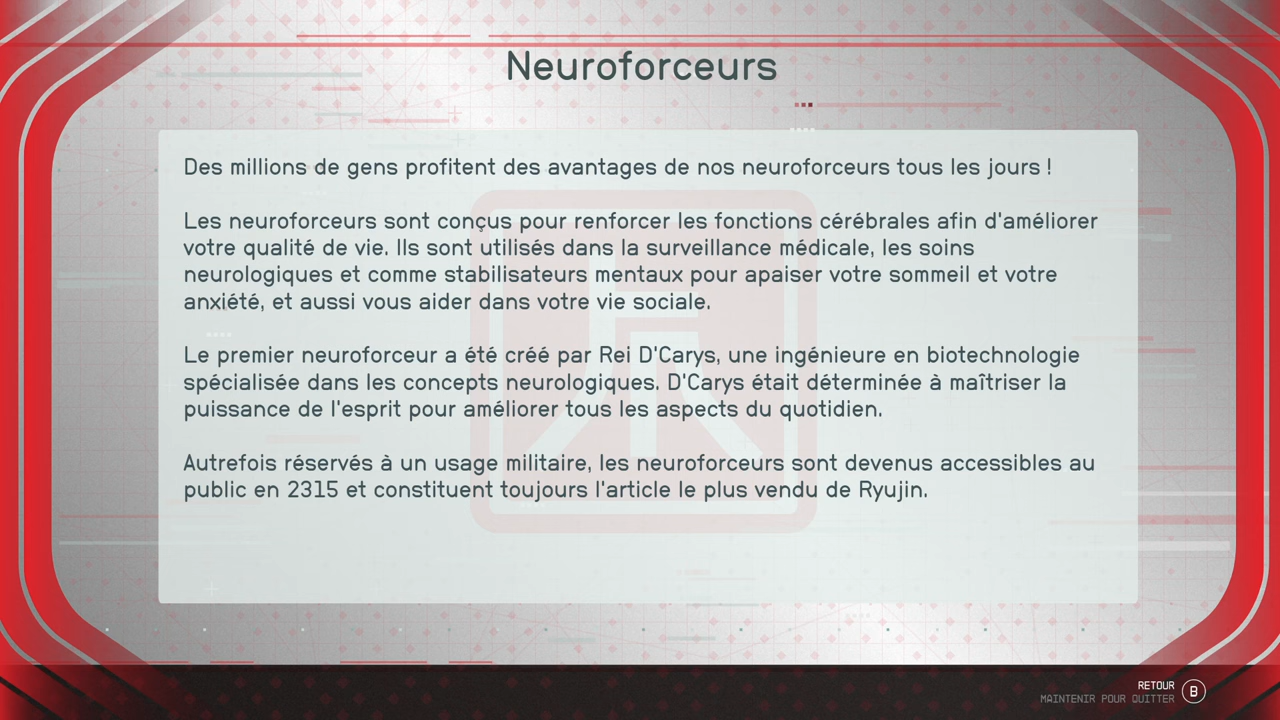 Neuroforceurs
Des millions de gens profitent des avantages de nos neuroforceurs tous les jours !
Les neuroforceurs sont conçus pour renforcer les fonctions cérébrales afin d'améliorer
votre qualité de vie. Ils sont utilisés dans la surveillance médicale, les soins
neurologiques et comme stabilisateurs mentaux pour apaiser votre sommeil et votre
anxiété, et aussi vous aider dans votre vie sociale.
Le premier neuroforceur a été créé par Rei D'Carys, une ingénieure en biotechnologie
spécialisée dans les concepts neurologiques. D'Carys était déterminée à maîtriser la
puissance de l'esprit pour améliorer tous les aspects du quotidien.
Autrefois réservés à un usage militaire, les neuroforceurs sont devenus accessibles au
public en 2315 et constituent toujours l'article le plus vendu de Ryujin.
RETOUR
B
MAINTENIR POUR QUITTER